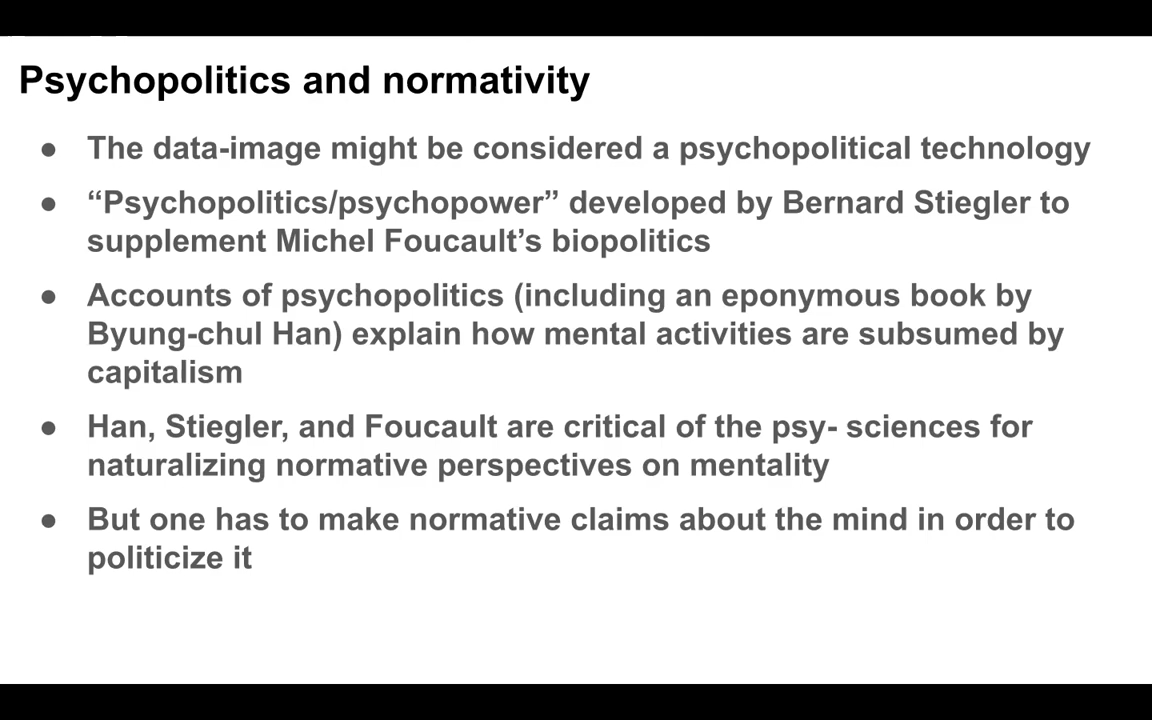 Psychopolitics and normativity
● The data-image might be considered a psychopolitical technology
● “Psychopolitics/psychopower” developed by Bernard Stiegler to
supplement Michel Foucault’s biopolitics
● Accounts of psychopolitics (including an eponymous book by
Byung-chul Han) explain how mental activities are subsumed by
capitalism
● Han, Stiegler, and Foucault are critical of the psy- sciences for
naturalizing normative perspectives on mentality
● But one has to make normative claims about the mind in order to
politicize it